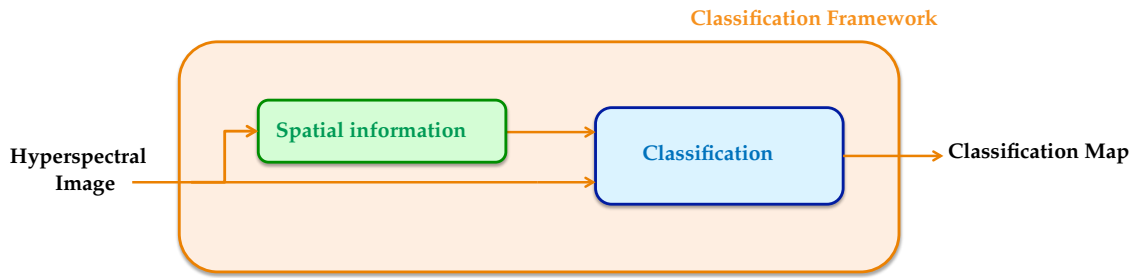 Classification Framework
Spatial information
Hyperspectral
Image
Classification
Classification Map